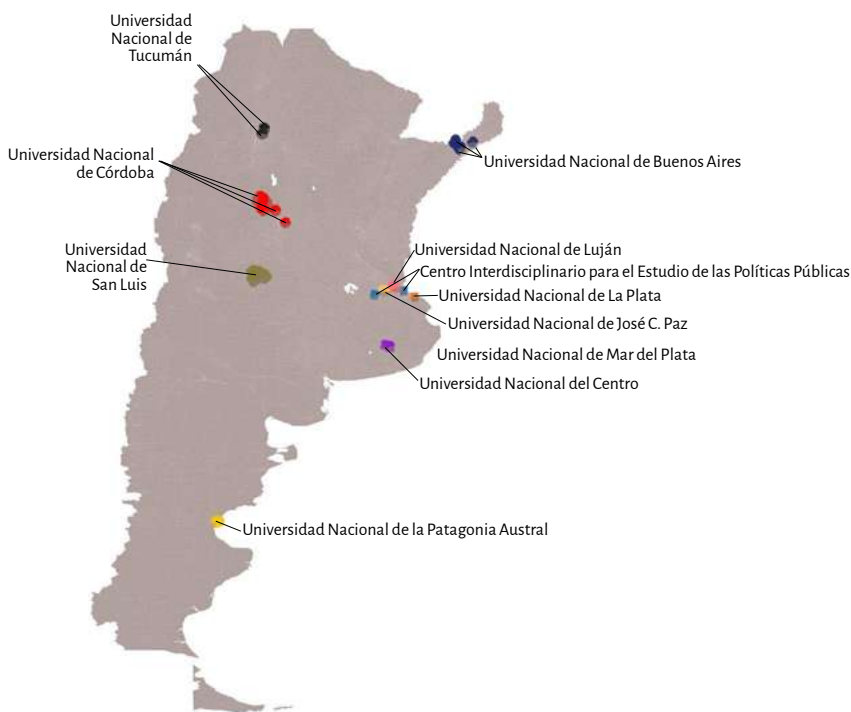 Universidad
Nacional de
Tucumán
Universidad Nacional
de Córdoba
Universidad Nacional de Buenos Aires
Universidad
Nacional de
San Luis
Universidad Nacional de Luján
Centro Interdisciplinario para el Estudio de las Políticas Públicas
Universidad Nacional de La Plata
Universidad Nacional de José C. Paz
Universidad Nacional de Mar del Plata
Universidad Nacional del Centro
Universidad Nacional de la Patagonia Austral